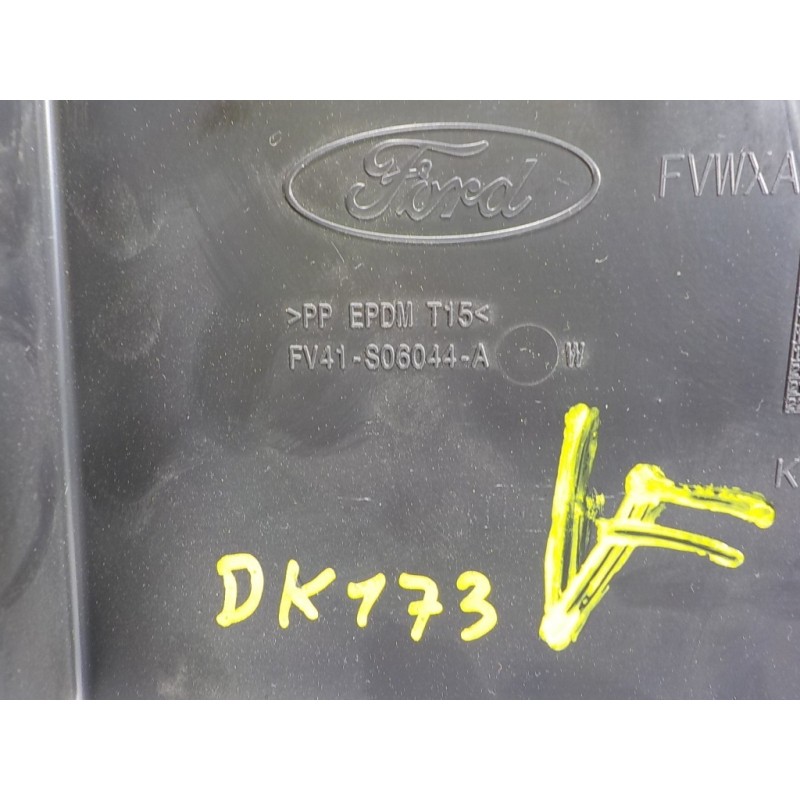 Ford
FVWXA
>PP EPDM T15<
FV41-S06044-A W
K
DK173